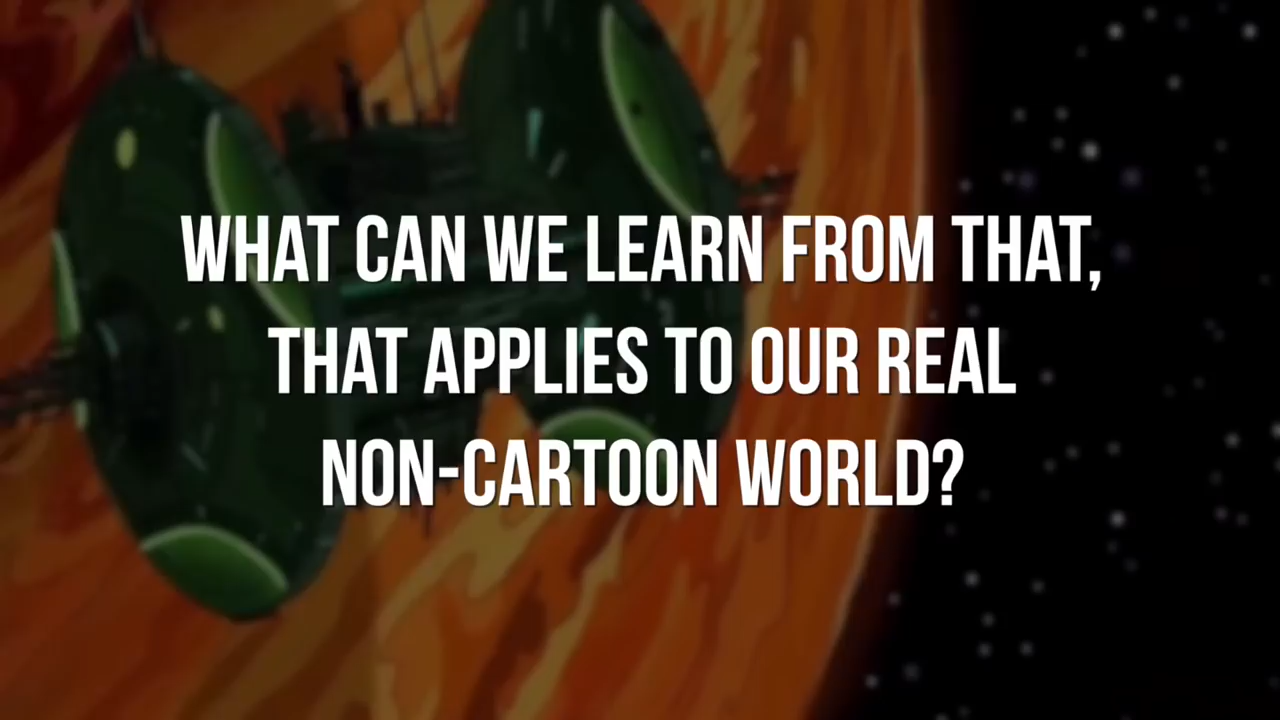 WHAT CAN WE LEARN FROM THAT,
THAT APPLIES TO OUR REAL
NON-CARTOON WORLD?